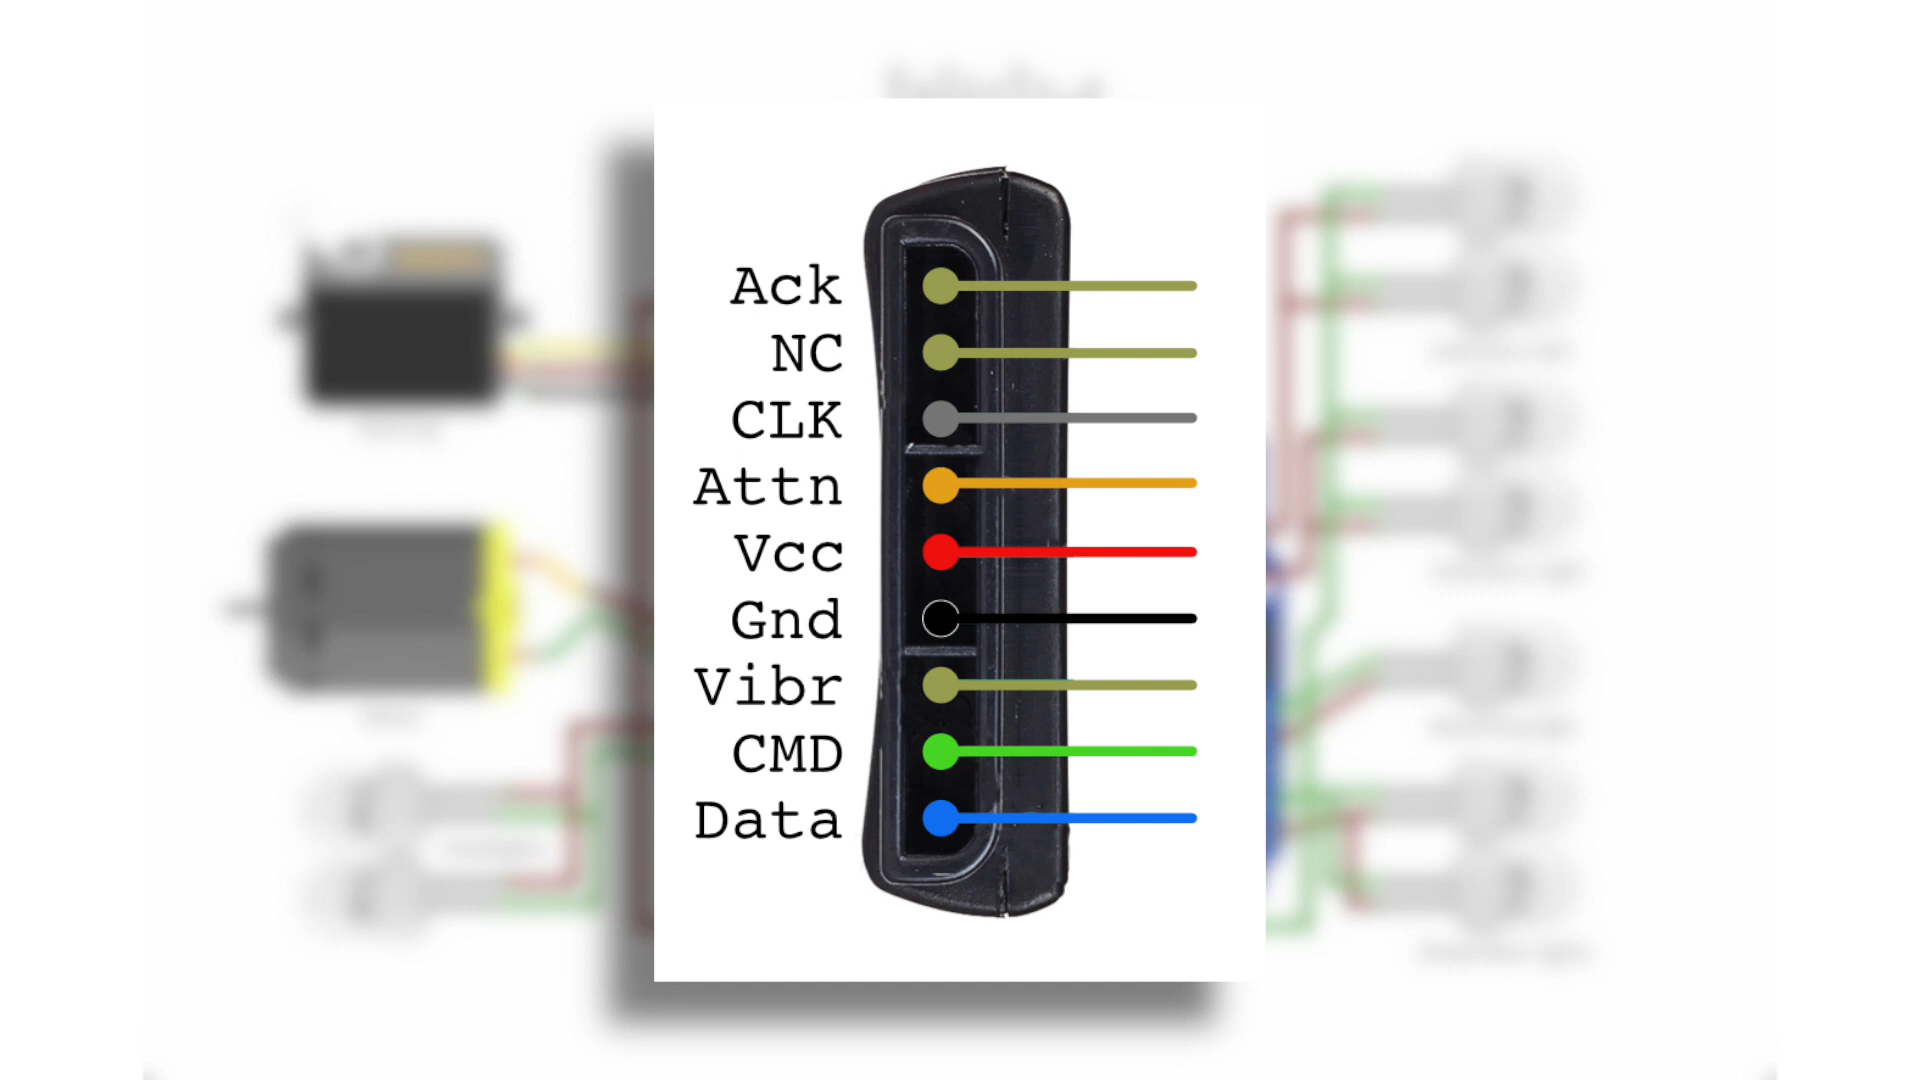 Ack
NC
CLK
Attn
Vcc
Gnd
Vibr
CMD
Data